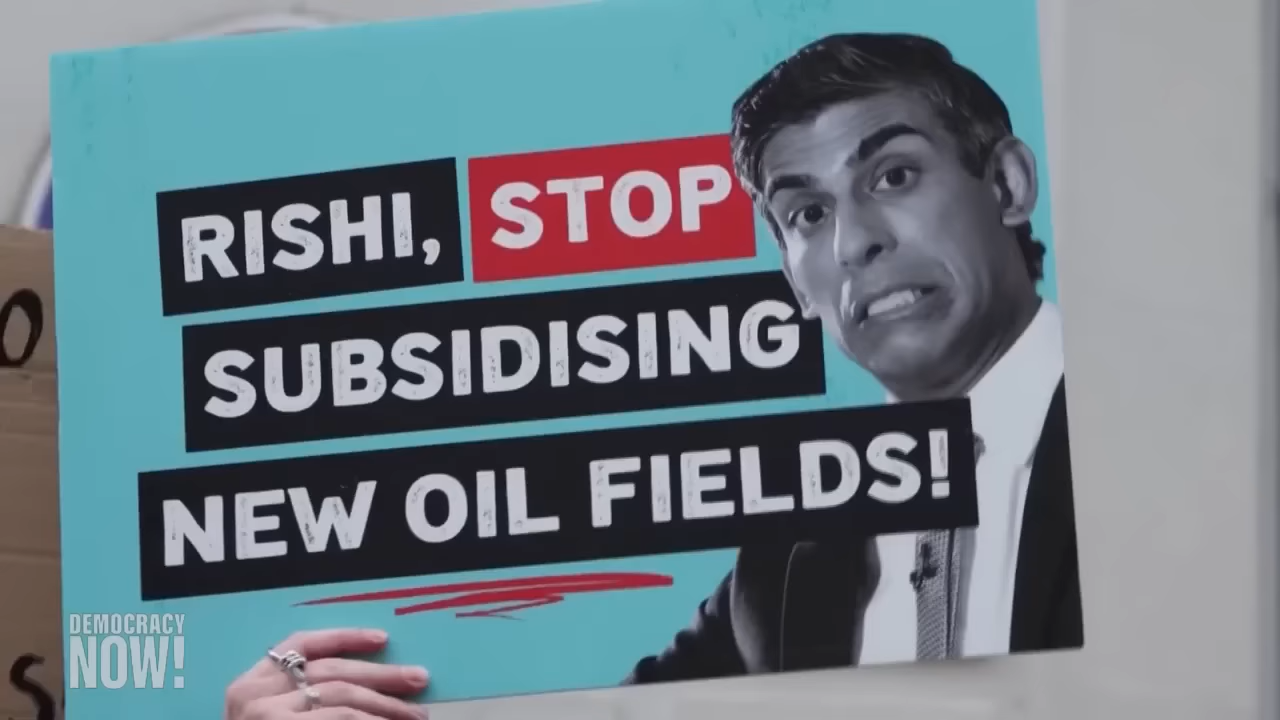 RISHI, STOP
SUBSIDISING
NEW OIL FIELDS!
DEMOCRACY
NOW!